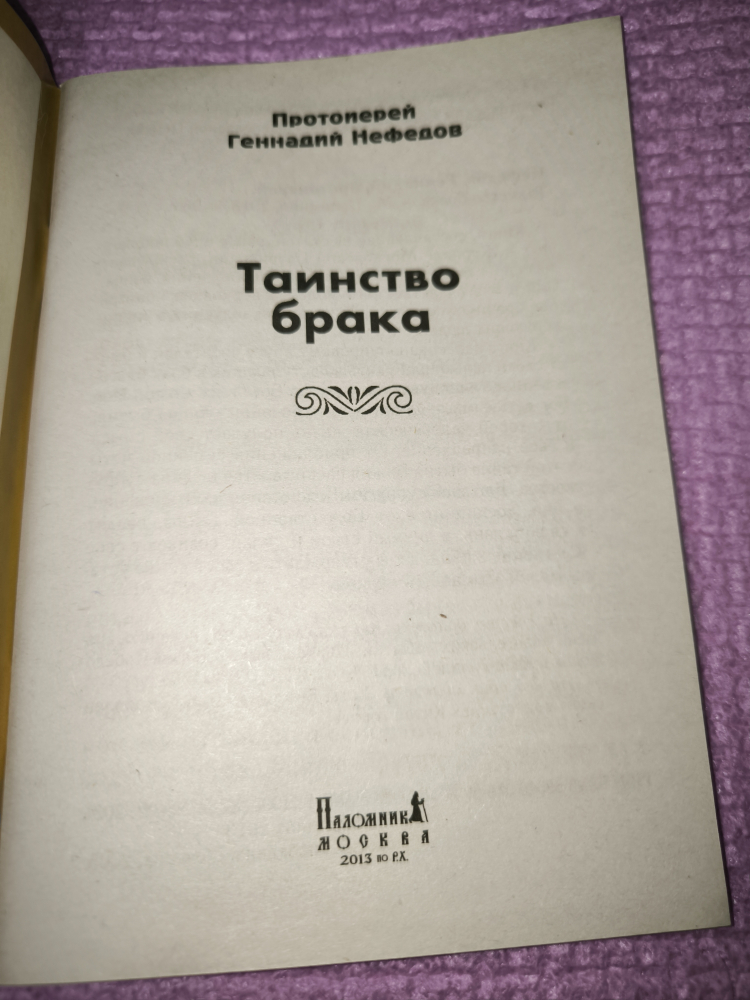 Протоиерей
Геннадий Нефедов
Таинство
брака
Паломник
МОСКВА
2013 по Р.Х.